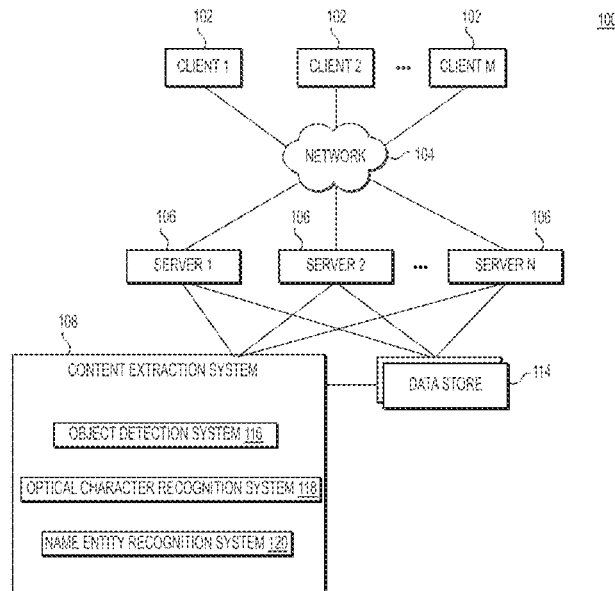 100
102 102 102
CLIENT 1 CLIENT 2 ... CLIENT M
NETWORK 104
106 106 106
SERVER 1 SERVER 2 ... SERVER N
108
CONTENT EXTRACTION SYSTEM
DATA STORE 114
OBJECT DETECTION SYSTEM 116
OPTICAL CHARACTER RECOGNITION SYSTEM 118
NAME ENTITY RECOGNITION SYSTEM 120